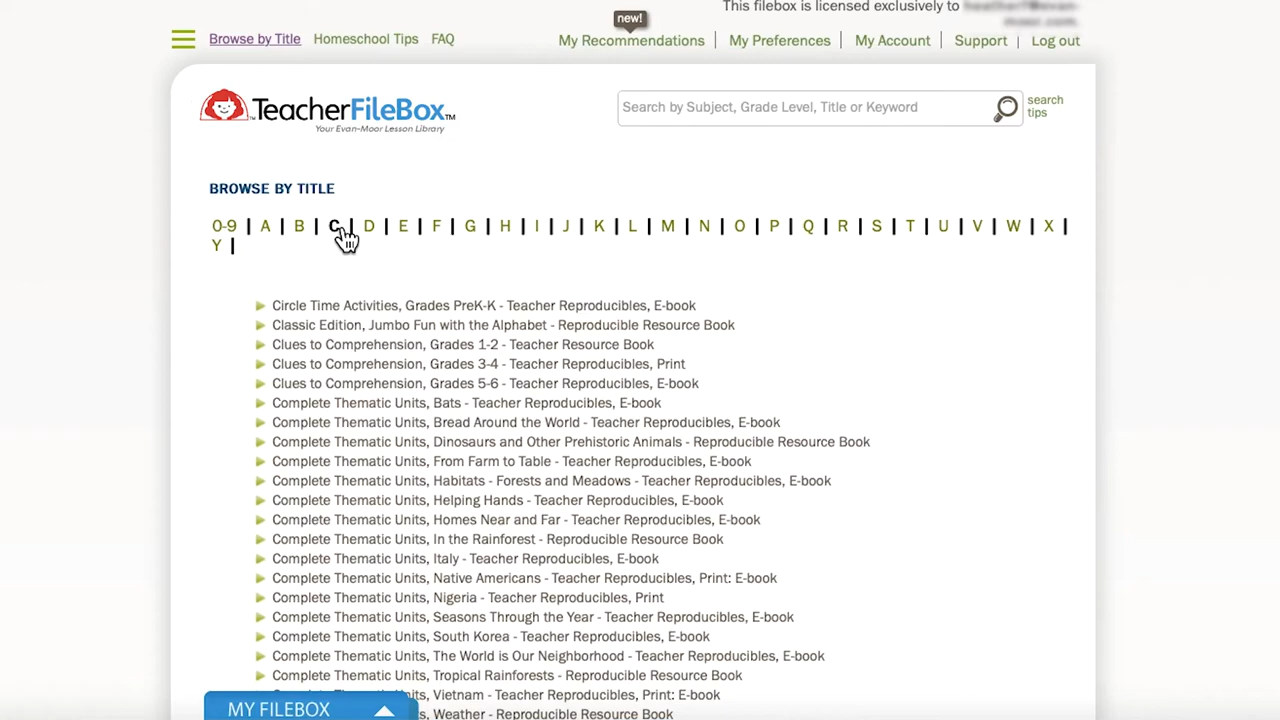 This filebox is licensed exclusively to
new!
Browse by Title Homeschool Tips FAQ
My Recommendations | My Preferences | My Account | Support | Log out
TeacherFileBox™
Your Evan-Moor Lesson Library
Search by Subject, Grade Level, Title or Keyword
search
tips
BROWSE BY TITLE
0-9 | A | B | C | D | E | F | G | H | I | J | K | L | M | N | O | P | Q | R | S | T | U | V | W | X |
Y |
Circle Time Activities, Grades PreK-K - Teacher Reproducibles, E-book
Classic Edition, Jumbo Fun with the Alphabet - Reproducible Resource Book
Clues to Comprehension, Grades 1-2 - Teacher Resource Book
Clues to Comprehension, Grades 3-4 - Teacher Reproducibles, Print
Clues to Comprehension, Grades 5-6 - Teacher Reproducibles, E-book
Complete Thematic Units, Bats - Teacher Reproducibles, E-book
Complete Thematic Units, Bread Around the World - Teacher Reproducibles, E-book
Complete Thematic Units, Dinosaurs and Other Prehistoric Animals - Reproducible Resource Book
Complete Thematic Units, From Farm to Table - Teacher Reproducibles, E-book
Complete Thematic Units, Habitats - Forests and Meadows - Teacher Reproducibles, E-book
Complete Thematic Units, Helping Hands - Teacher Reproducibles, E-book
Complete Thematic Units, Homes Near and Far - Teacher Reproducibles, E-book
Complete Thematic Units, In the Rainforest - Reproducible Resource Book
Complete Thematic Units, Italy - Teacher Reproducibles, E-book
Complete Thematic Units, Native Americans - Teacher Reproducibles, Print: E-book
Complete Thematic Units, Nigeria - Teacher Reproducibles, Print
Complete Thematic Units, Seasons Through the Year - Teacher Reproducibles, E-book
Complete Thematic Units, South Korea - Teacher Reproducibles, E-book
Complete Thematic Units, The World is Our Neighborhood - Teacher Reproducibles, E-book
Complete Thematic Units, Tropical Rainforests - Reproducible Resource Book
Vietnam - Teacher Reproducibles, Print: E-book
Weather - Reproducible Resource Book
MY FILEBOX